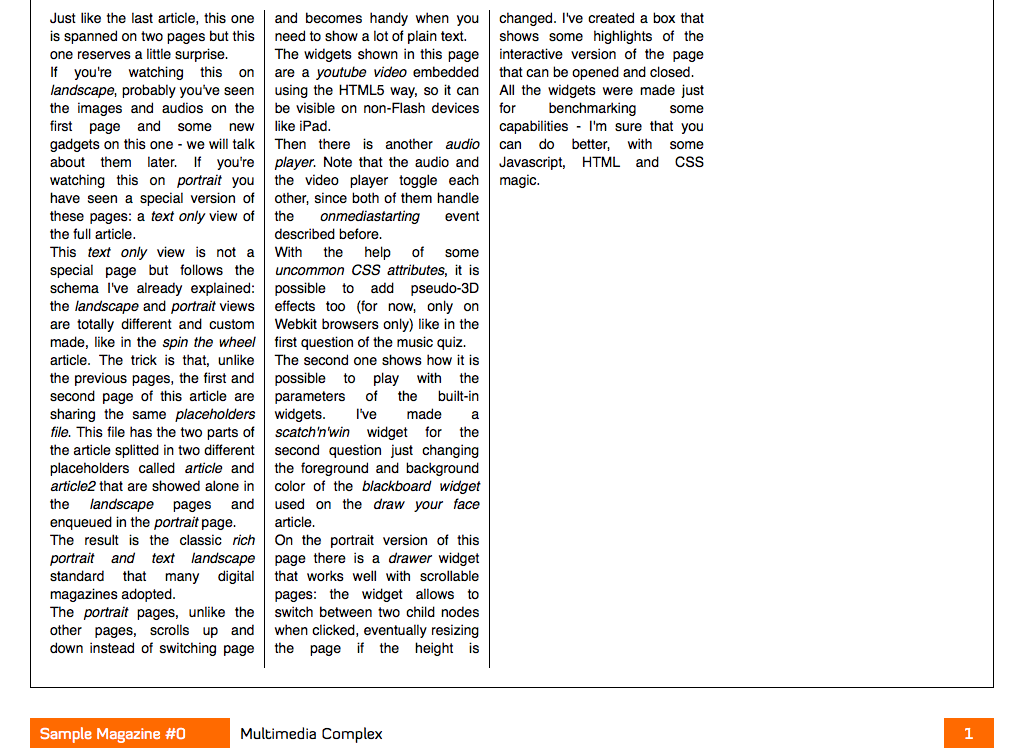 Just like the last article, this one
is spanned on two pages but this
one reserves a little surprise.
If you're watching this on
landscape, probably you've seen
the images and audios on the
first page and some new
gadgets on this one - we will talk
about them later. If you're
watching this on portrait you
have seen a special version of
these pages: a text only view of
the full article.
This text only view is not a
special page but follows the
schema I've already explained:
the landscape and portrait views
are totally different and custom
made, like in the spin the wheel
article. The trick is that, unlike
the previous pages, the first and
second page of this article are
sharing the same placeholders
file. This file has the two parts of
the article splitted in two different
placeholders called article and
article2 that are showed alone in
the landscape pages and
enqueued in the portrait page.
The result is the classic rich
portrait and text landscape
standard that many digital
magazines adopted.
The portrait pages, unlike the
other pages, scrolls up and
down instead of switching page
and becomes handy when you
need to show a lot of plain text.
The widgets shown in this page
are a youtube video embedded
using the HTML5 way, so it can
be visible on non-Flash devices
like iPad.
Then there is another audio
player. Note that the audio and
the video player toggle each
other, since both of them handle
the onmediastarting event
described before.
With the help of some
uncommon CSS attributes, it is
possible to add pseudo-3D
effects too (for now, only on
Webkit browsers only) like in the
first question of the music quiz.
The second one shows how it is
possible to play with the
parameters of the built-in
widgets. I've made a
scatch'n'win widget for the
second question just changing
the foreground and background
color of the blackboard widget
used on the draw your face
article.
On the portrait version of this
page there is a drawer widget
that works well with scrollable
pages: the widget allows to
switch between two child nodes
when clicked, eventually resizing
the page if the height is
changed. I've created a box that
shows some highlights of the
interactive version of the page
that can be opened and closed.
All the widgets were made just
for benchmarking some
capabilities - I'm sure that you
can do better, with some
Javascript, HTML and CSS
magic.
Sample Magazine #0
Multimedia Complex
1